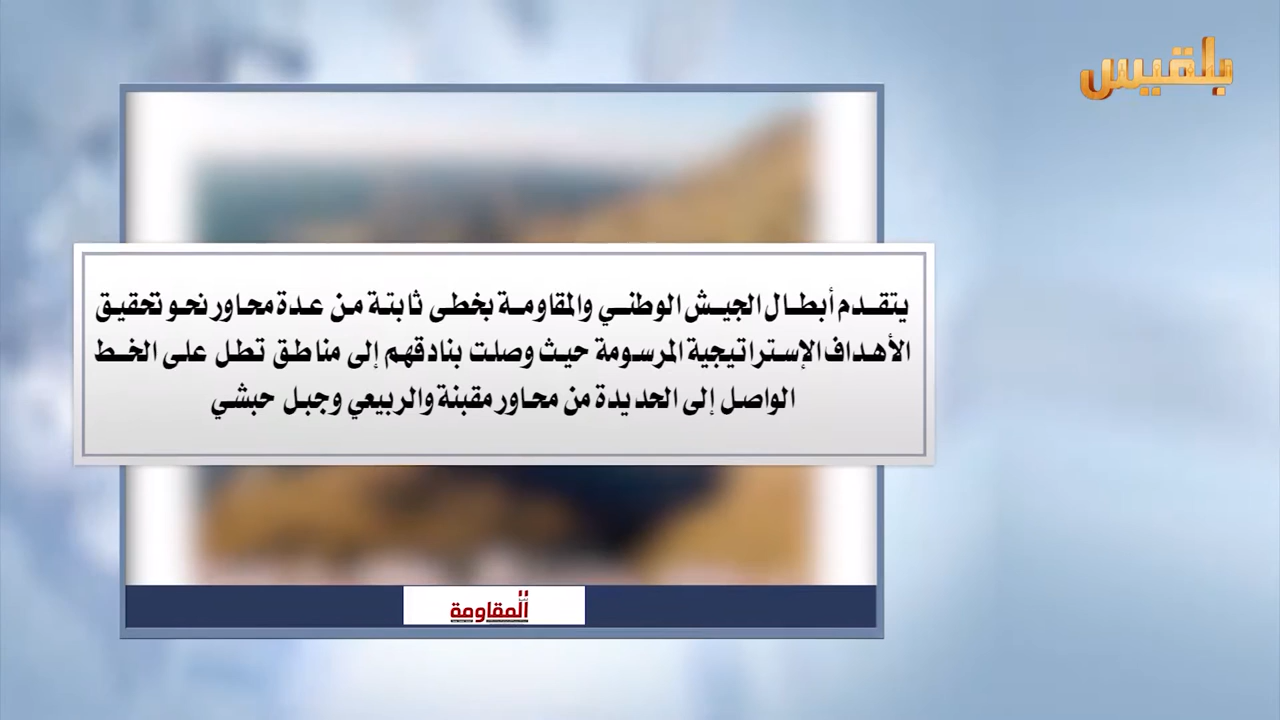 بلقيس
يتقدم أبطال الجيش الوطني والمقاومة بخطى ثابتة من عدة محاور نحو تحقيق
الأهداف الإستراتيجية المرسومة حيث وصلت بنادقهم إلى مناطق تطل على الخط
الواصل إلى الحديدة من محاور مقبنة والربيعي وجبل حبشي
المقاومة